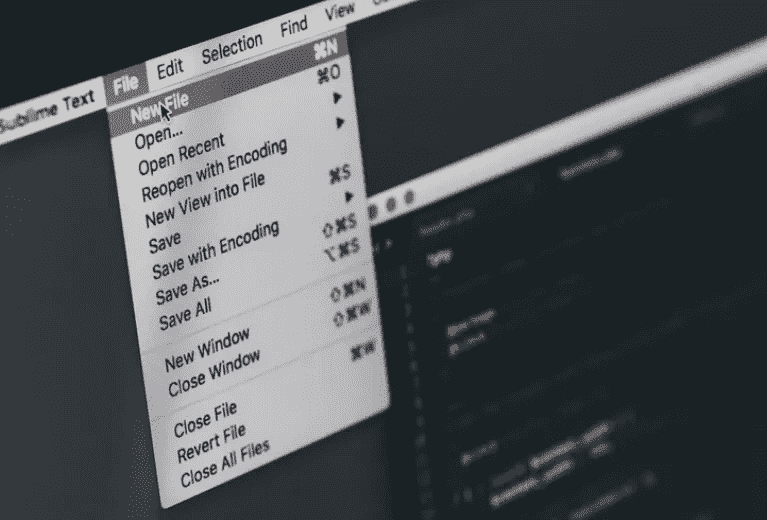 Sublime Text File Edit Selection Find View
New File ⌘N
Open... ⌘O
Open Recent ▶
Reopen with Encoding ▶
New View into File
Save ⌘S
Save with Encoding ▶
Save As... ⇧⌘S
Save All ⌥⌘S
New Window ⇧⌘N
Close Window ⇧⌘W
Close File ⌘W
Revert File
Close All Files